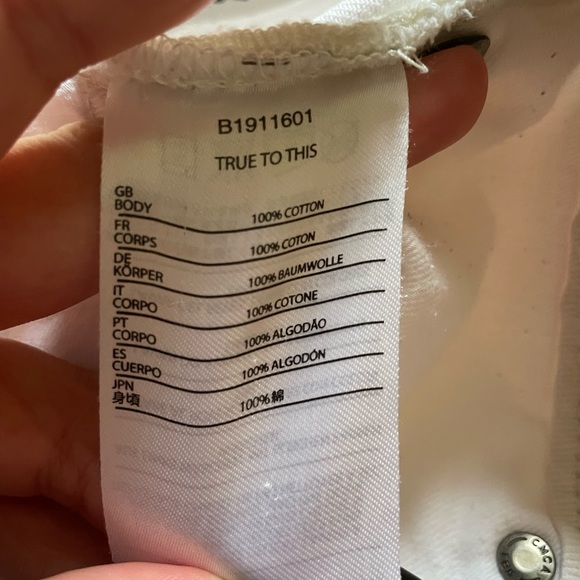 B1911601
TRUE TO THIS
GB
BODY 100% COTTON
FR
CORPS 100% COTON
DE
KÖRPER 100% BAUMWOLLE
IT
CORPO 100% COTONE
PT
CORPO 100% ALGODÃO
ES
CUERPO 100% ALGODÓN
JPN
身頃 100%綿